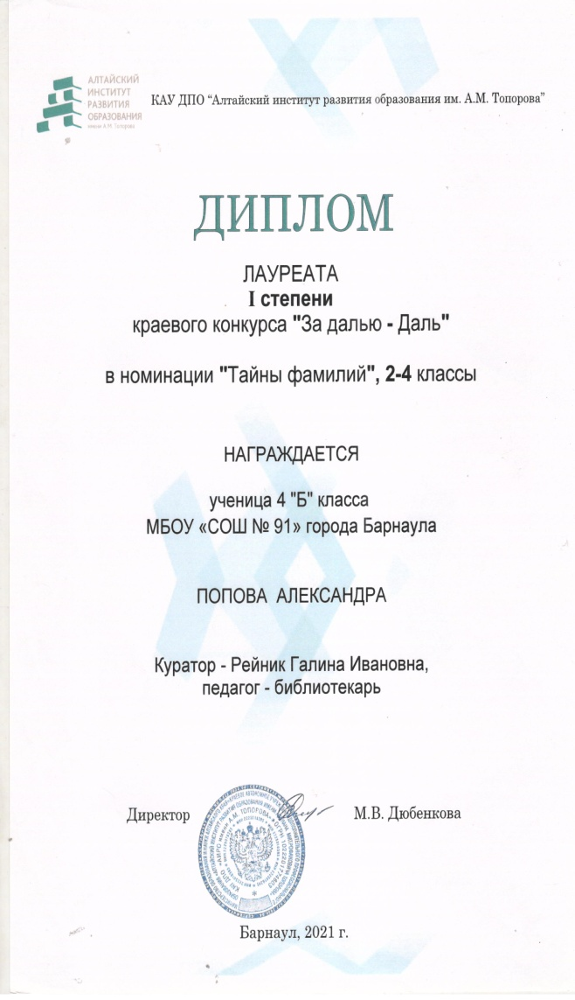 АЛТАЙСКИЙ
ИНСТИТУТ
РАЗВИТИЯ
ОБРАЗОВАНИЯ
имени А.М. Топорова
КАУ ДПО “Алтайский институт развития образования им. А.М. Топорова”
ДИПЛОМ
ЛАУРЕАТА
I степени
краевого конкурса "За далью - Даль"
в номинации "Тайны фамилий", 2-4 классы
НАГРАЖДАЕТСЯ
ученица 4 "Б" класса
МБОУ «СОШ № 91» города Барнаула
ПОПОВА АЛЕКСАНДРА
Куратор - Рейник Галина Ивановна,
педагог - библиотекарь
Директор М.В. Дюбенкова
Барнаул, 2021 г.